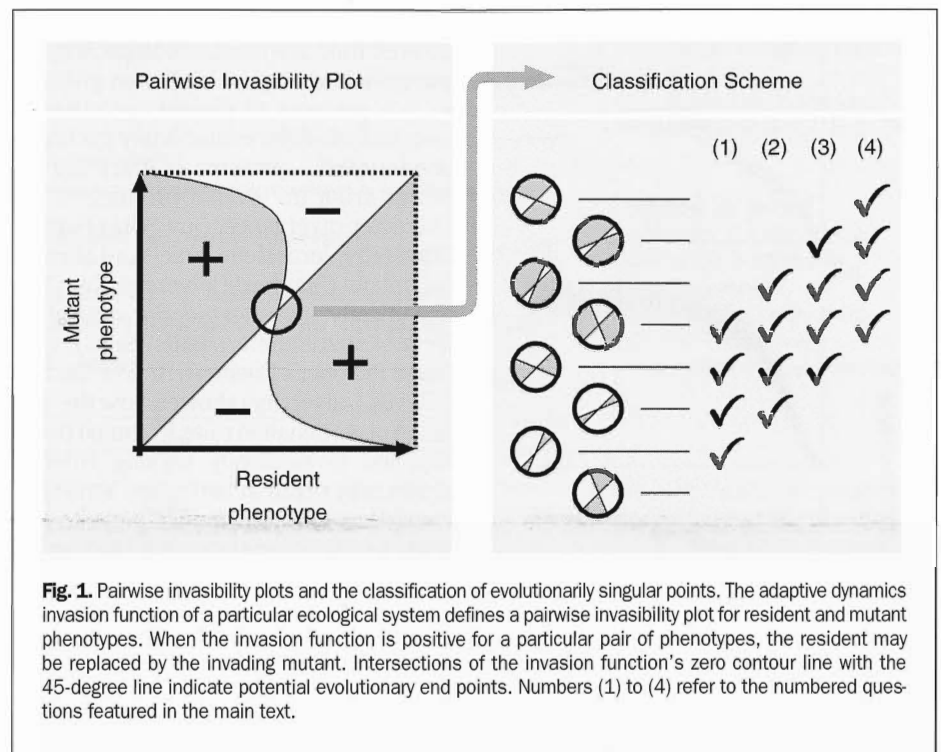 Pairwise Invasibility Plot
Classification Scheme
(1) (2) (3) (4)
Mutant
phenotype
+
−
+
−
Resident
phenotype
Fig. 1. Pairwise invasibility plots and the classification of evolutionarily singular points. The adaptive dynamics
invasion function of a particular ecological system defines a pairwise invasibility plot for resident and mutant
phenotypes. When the invasion function is positive for a particular pair of phenotypes, the resident may
be replaced by the invading mutant. Intersections of the invasion function's zero contour line with the
45-degree line indicate potential evolutionary end points. Numbers (1) to (4) refer to the numbered ques-
tions featured in the main text.